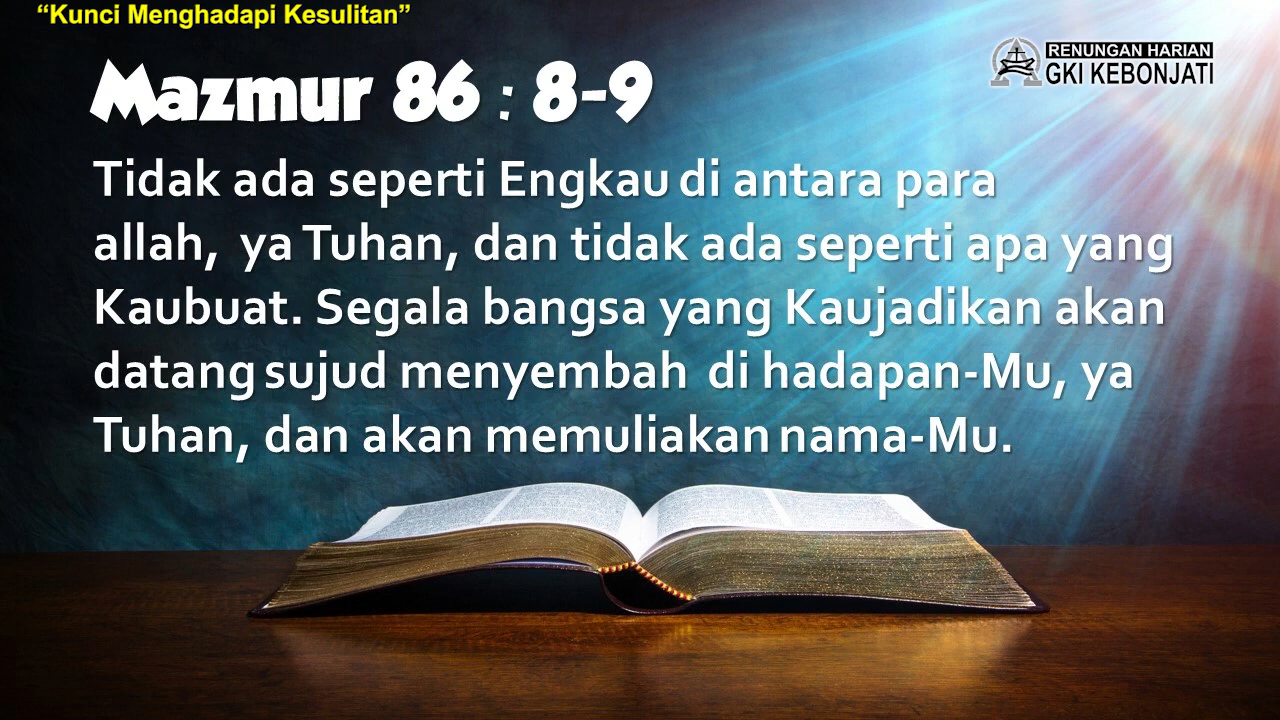 “Kunci Menghadapi Kesulitan”
RENUNGAN HARIAN
GKI KEBONJATI
Mazmur 86 : 8-9
Tidak ada seperti Engkau di antara para
allah, ya Tuhan, dan tidak ada seperti apa yang
Kaubuat. Segala bangsa yang Kaujadikan akan
datang sujud menyembah di hadapan-Mu, ya
Tuhan, dan akan memuliakan nama-Mu.